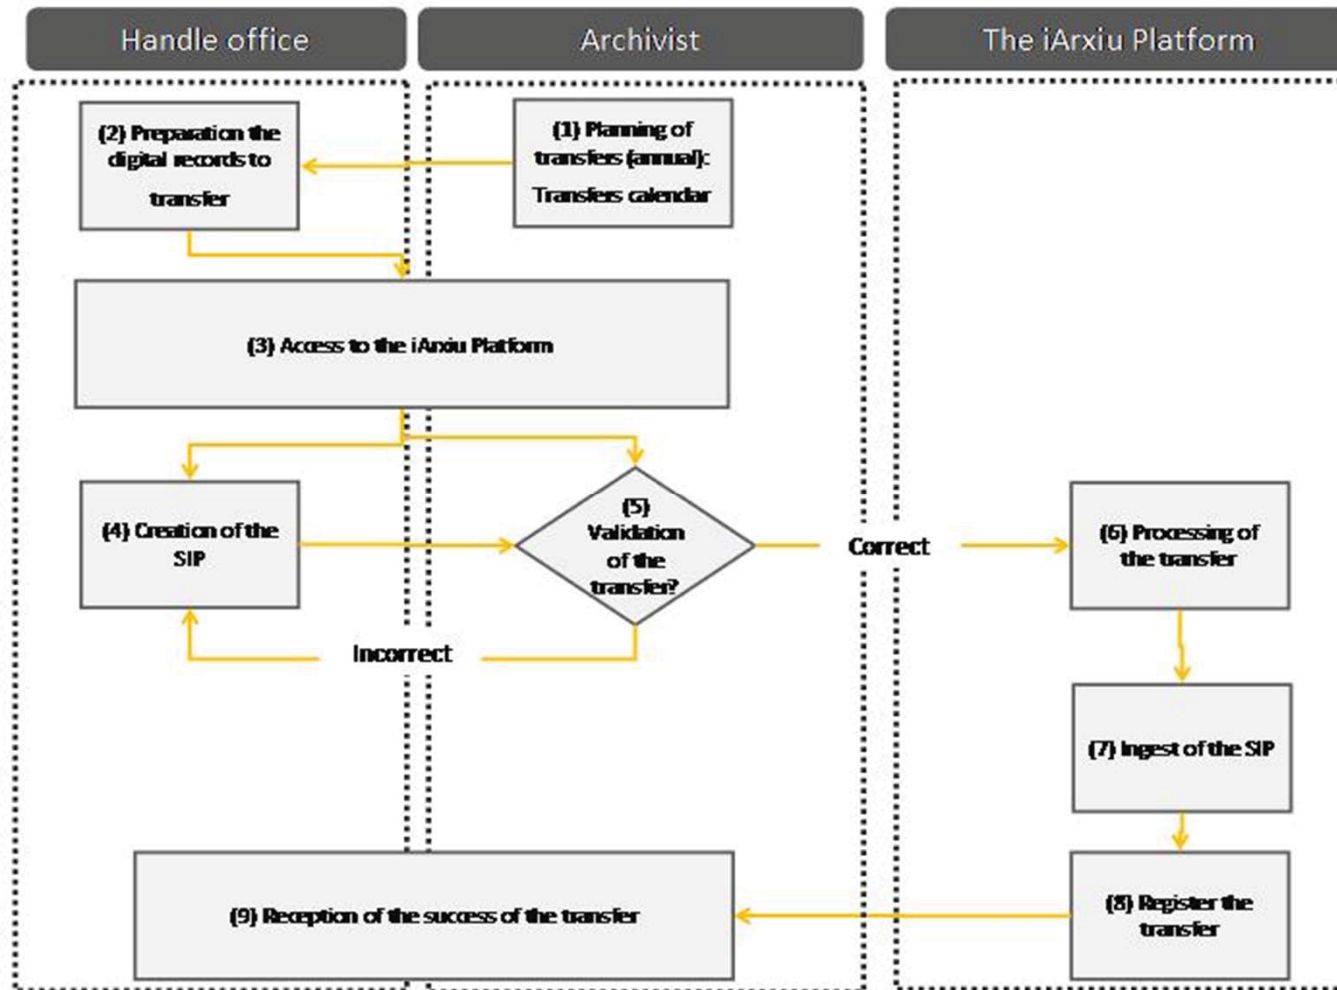 Handle office
Archivist
The iArxiu Platform
(2) Preparation the
digital records to
transfer
(1) Planning of
transfers (annual):
Transfers calendar
(3) Access to the iArxiu Platform
(4) Creation of the
SIP
(5)
Validation
of the
transfer?
Correct
(6) Processing of
the transfer
Incorrect
(7) Ingest of the SIP
(9) Reception of the success of the transfer
(8) Register the
transfer